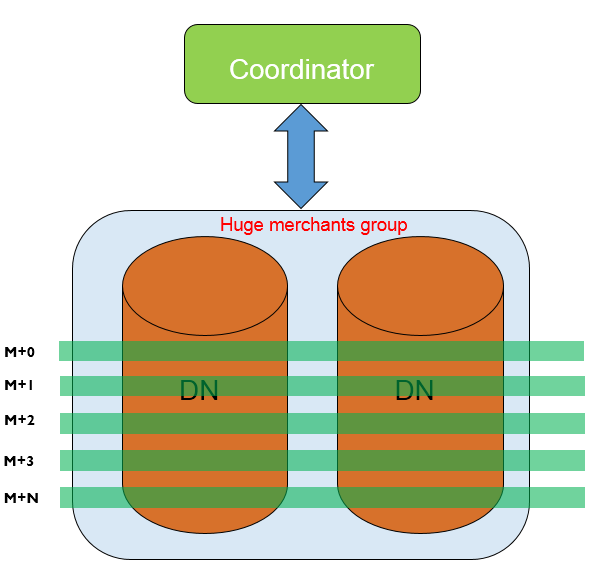 Coordinator
Huge merchants group
M+0
M+1
DN DN
M+2
M+3
M+N